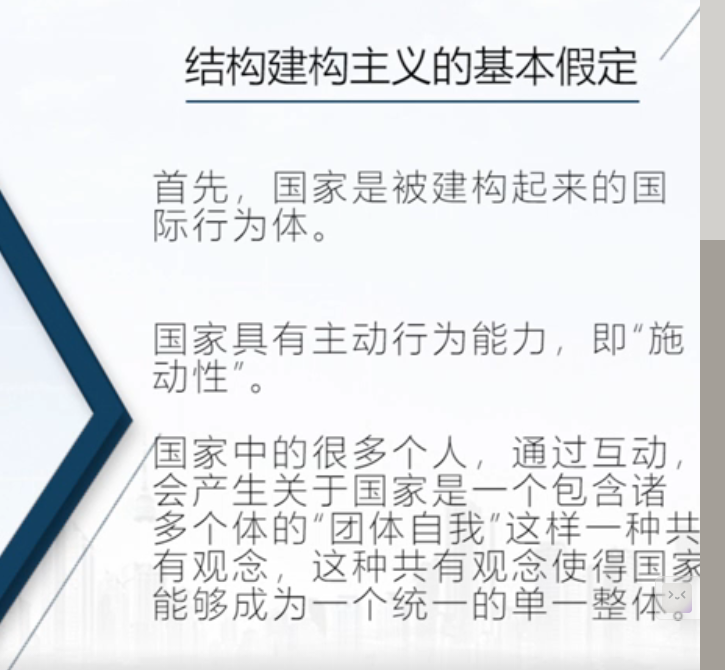 结构建构主义的基本假定
首先，国家是被建构起来的国
际行为体。
国家具有主动行为能力，即“施
动性”。
国家中的很多个人，通过互动，
会产生关于国家是一个包含诸
多个体的“团体自我”这样一种共
有观念，这种共有观念使得国家
能够成为一个统一的单一整体。